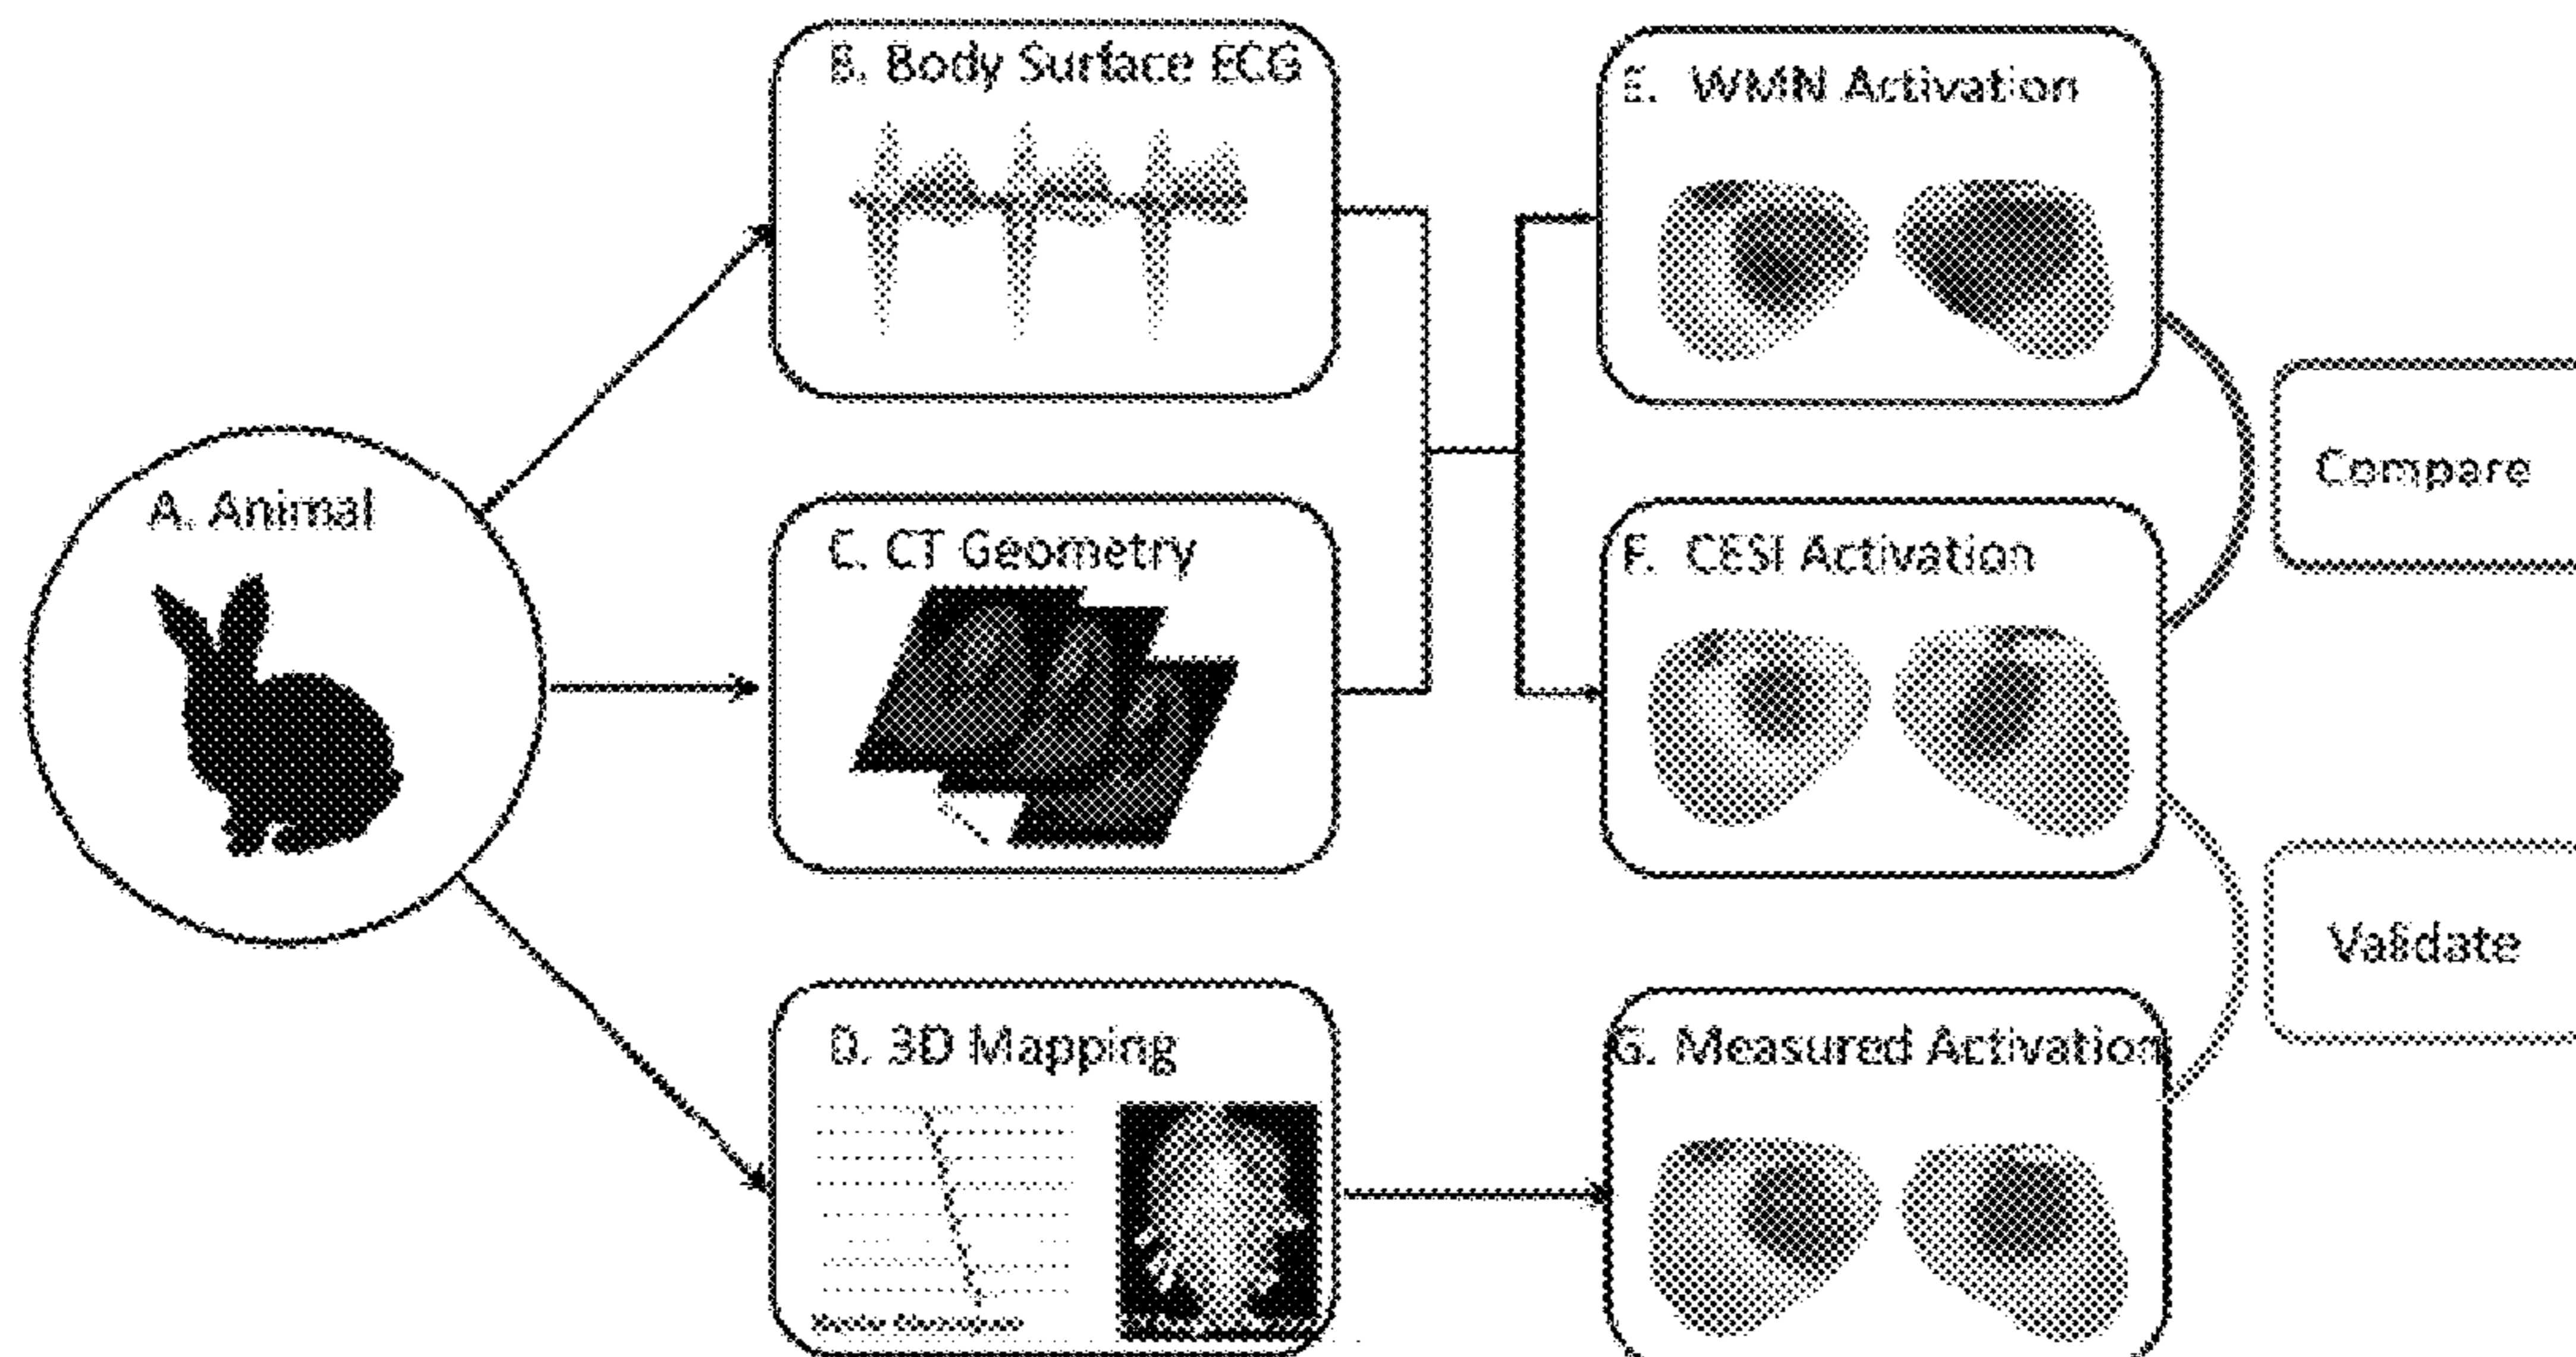 B. Body Surface ECG
E. WMN Activation
A. Animal
C. CT Geometry
F. CESI Activation
Compare
D. 3D Mapping
G. Measured Activation
Validate